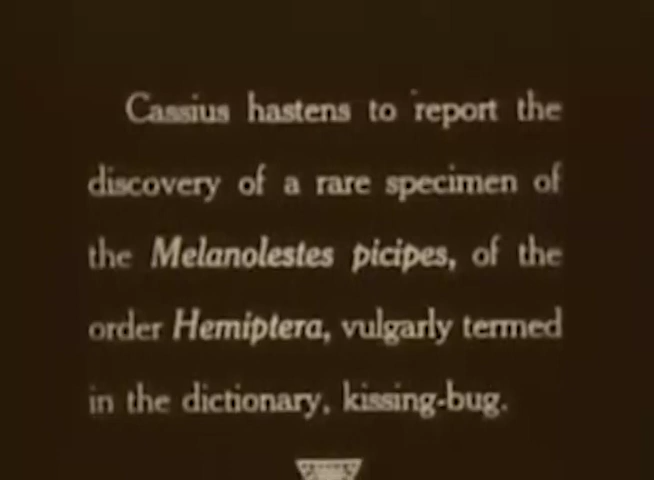 Cassius hastens to report the
discovery of a rare specimen of
the Melanolestes picipes, of the
order Hemiptera, vulgarly termed
in the dictionary, kissing-bug.